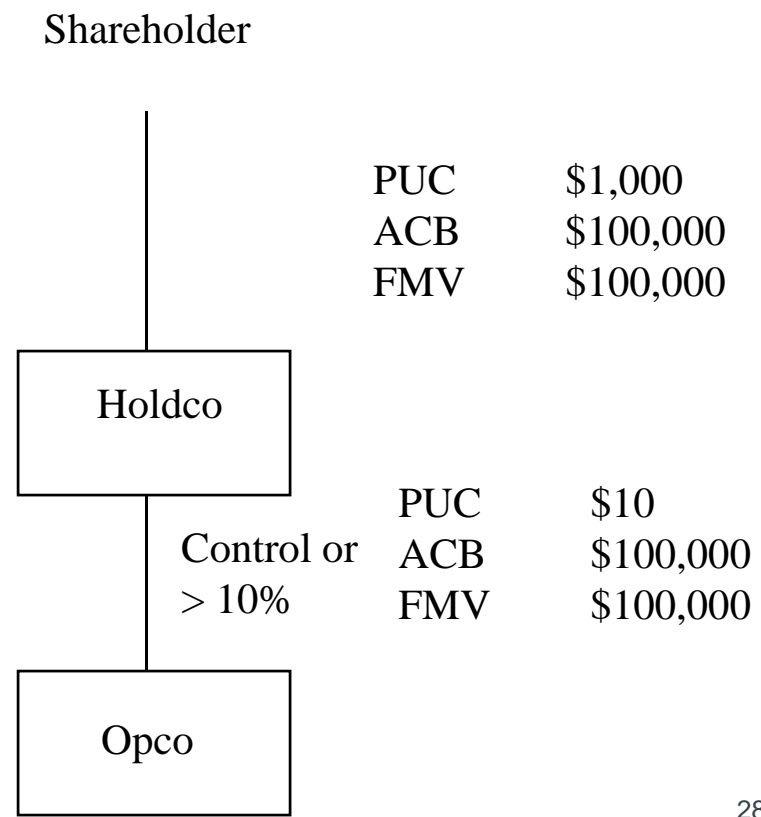 Shareholder
PUC $1,000
ACB $100,000
FMV $100,000
Holdco
Control or
> 10%
PUC $10
ACB $100,000
FMV $100,000
Opco
28